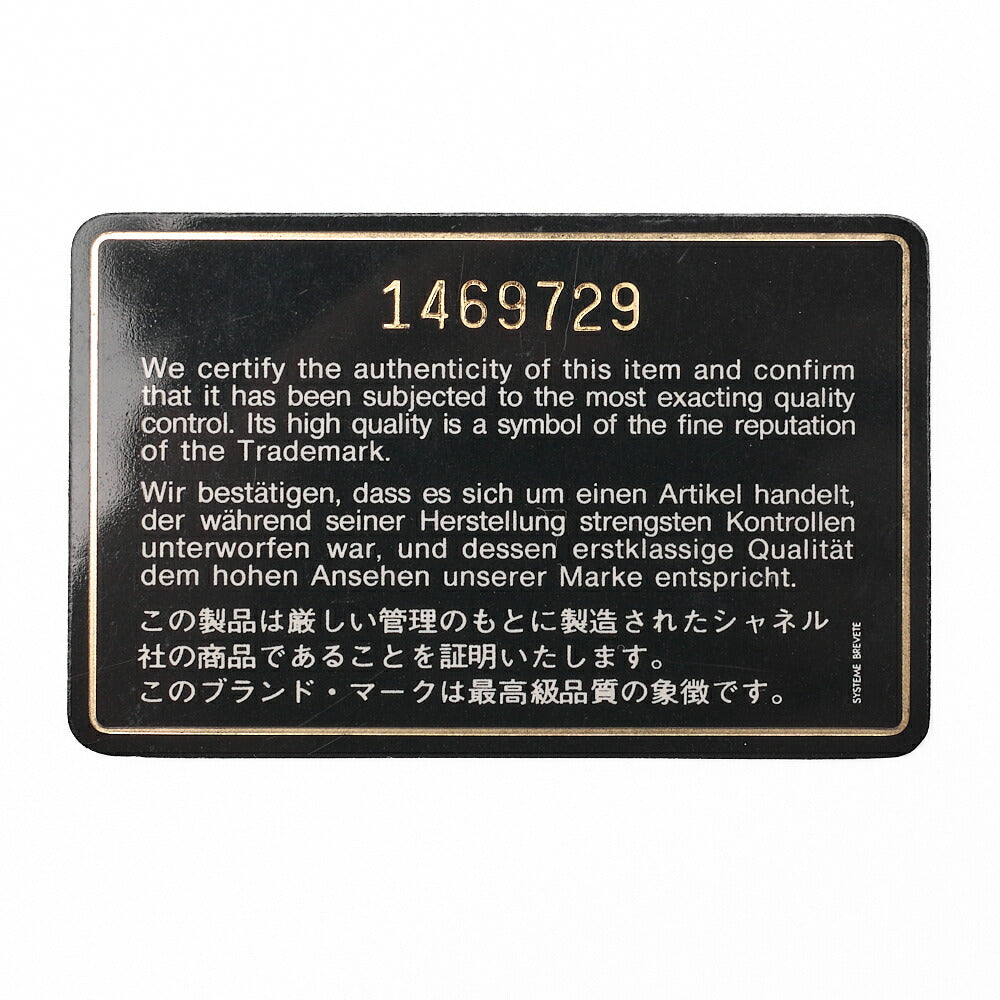 1469729
We certify the authenticity of this item and confirm
that it has been subjected to the most exacting quality
control. Its high quality is a symbol of the fine reputation
of the Trademark.
Wir bestätigen, dass es sich um einen Artikel handelt,
der während seiner Herstellung strengsten Kontrollen
unterworfen war, und dessen erstklassige Qualität
dem hohen Ansehen unserer Marke entspricht.
この製品は厳しい管理のもとに製造されたシャネル
社の商品であることを証明いたします。
このブランド・マークは最高級品質の象徴です。
SYSTEME BREVETE